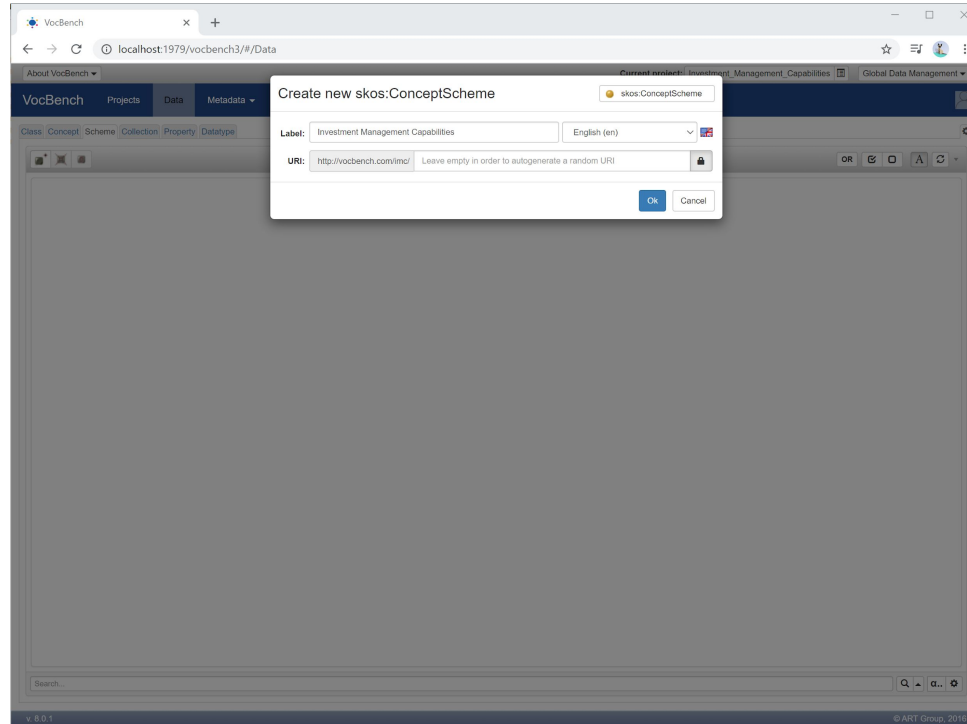 VocBench
localhost:1979/vocbench3/#/Data
About VocBench
Current project: Investment_Management_Capabilities
Global Data Management
VocBench Projects Data Metadata
Create new skos:ConceptScheme
skos:ConceptScheme
Class Concept Scheme Collection Property Datatype
Label: Investment Management Capabilities English (en)
URI: http://vocbench.com/imc/ Leave empty in order to autogenerate a random URI
OR
A
Ok Cancel
Search...
α..
v. 8.0.1
© ART Group, 2016